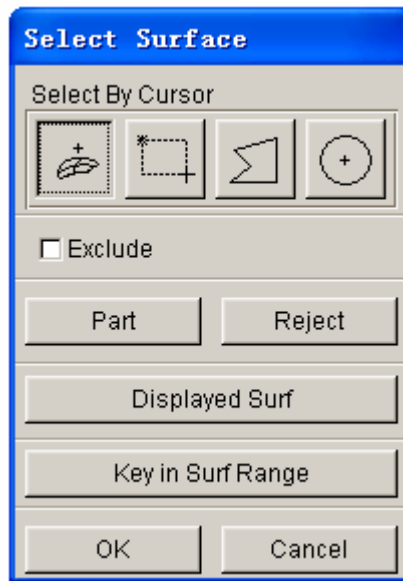 Select Surface
Select By Cursor
Exclude
Part Reject
Displayed Surf
Key in Surf Range
OK Cancel